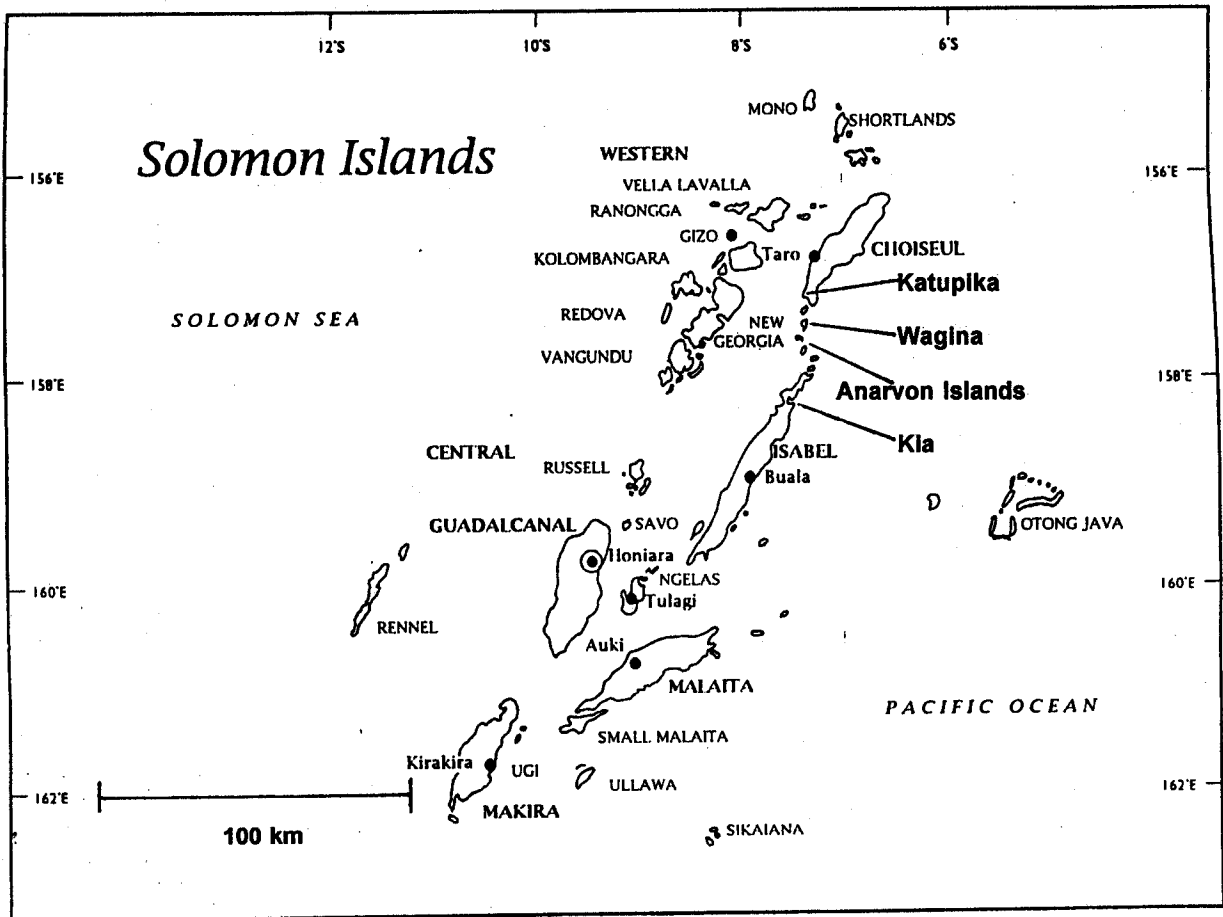 12°S 10°S 8°S 6°S
MONO
SHORTLANDS
Solomon Islands
WESTERN
156°E 156°E
VELLA LAVALLA
RANONGGA
GIZO
Taro
CHOISEUL
KOLOMBANGARA
Katupika
REDOVA
SOLOMON SEA
NEW
GEORGIA
Wagina
VANGUNDU
158°E 158°E
Anarvon Islands
Kia
CENTRAL
ISABEL
RUSSELL
Buala
GUADALCANAL
SAVO
OTONG JAVA
Honiara
NGELAS
160°E 160°E
Tulagi
RENNEL
Auki
MALAITA
PACIFIC OCEAN
SMALL MALAITA
Kirakira
UGI
ULLAWA
162°E 162°E
MAKIRA
100 km
SIKAIANA